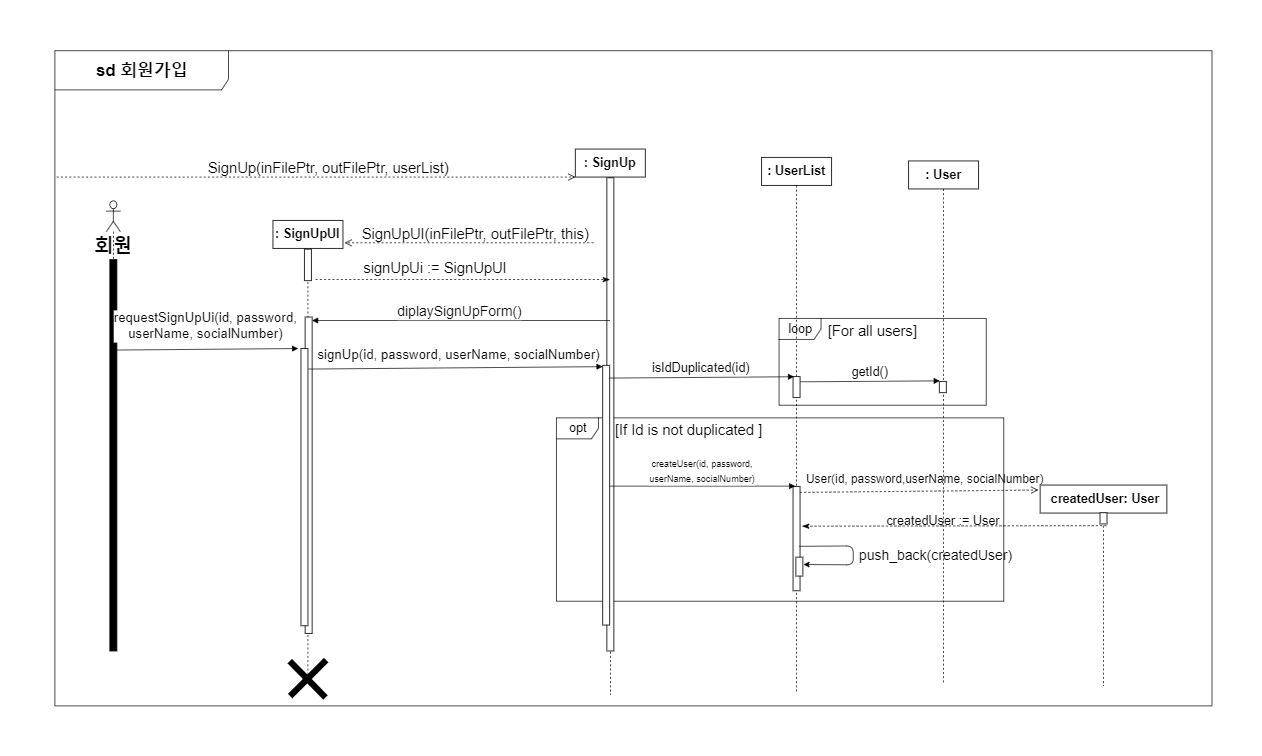 sd 회원가입
SignUp(inFilePtr, outFilePtr, userList)
: SignUp
: UserList
: User
회원
: SignUpUI
SignUpUI(inFilePtr, outFilePtr, this)
signUpUi := SignUpUI
diplaySignUpForm()
requestSignUpUi(id, password,
userName, socialNumber)
signUp(id, password, userName, socialNumber)
loop
[For all users]
isIdDuplicated(id)
getId()
opt
[If Id is not duplicated ]
createUser(id, password,
userName, socialNumber)
User(id, password,userName, socialNumber)
createdUser: User
createdUser := User
push_back(createdUser)